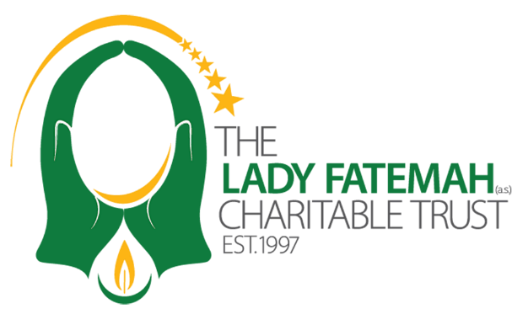 THE
LADY FATEMAH (a.s)
CHARITABLE TRUST
EST.1997